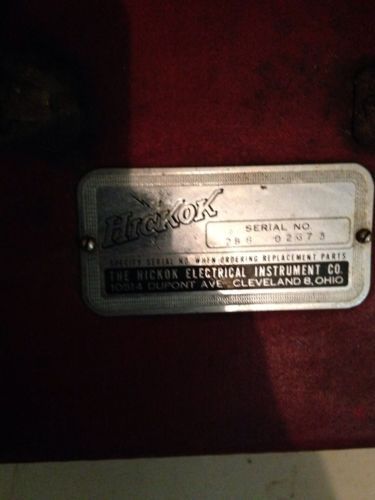 HICKOK
SERIAL NO.
02673
SPECIFY SERIAL NO. WHEN ORDERING REPLACEMENT PARTS
THE HICKOK ELECTRICAL INSTRUMENT CO.
10514 DUPONT AVE. CLEVELAND 8, OHIO